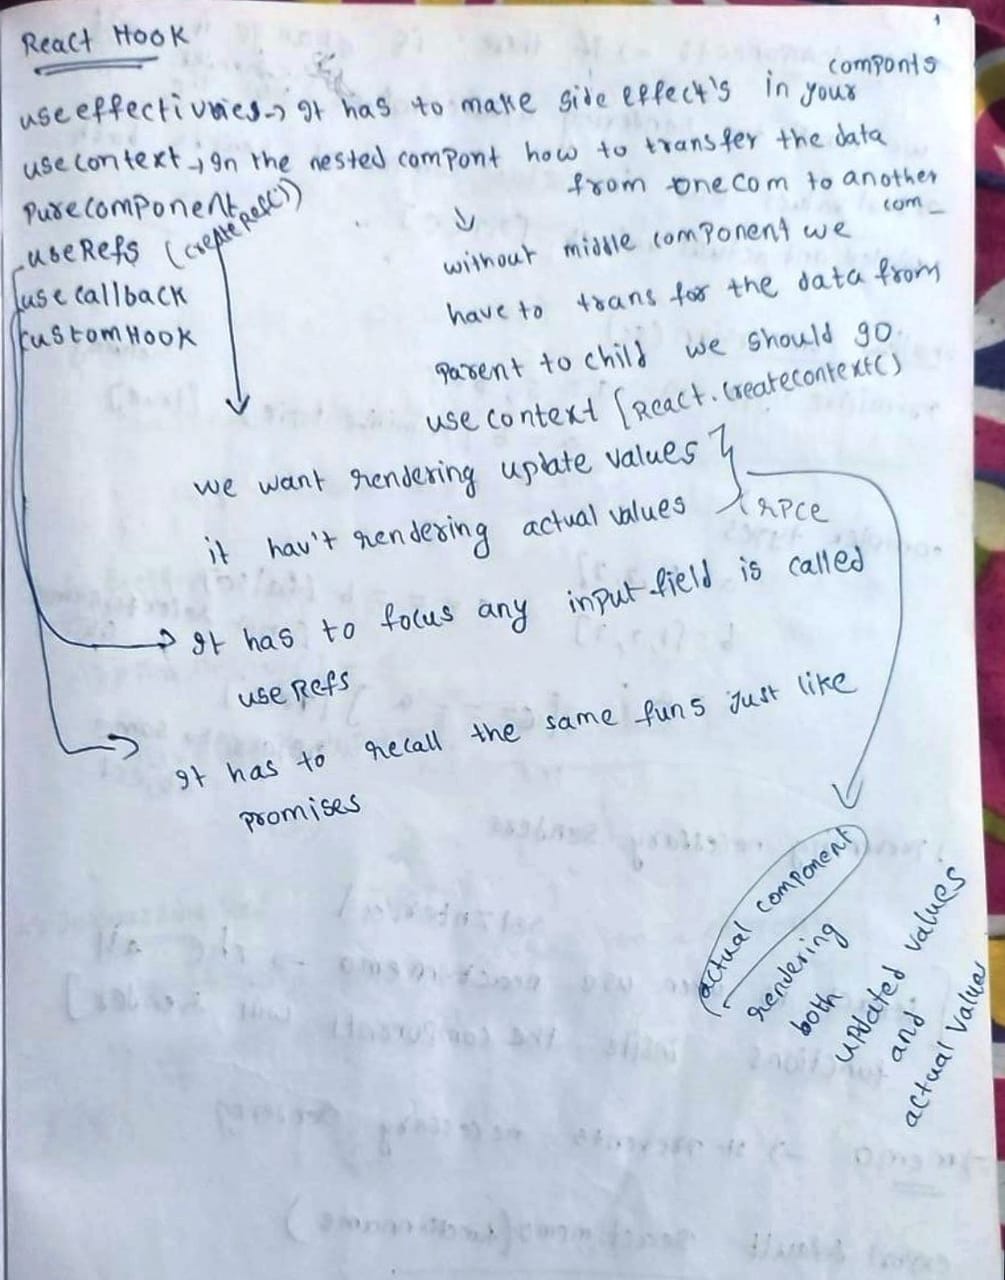 1
React Hook
componts
useeffectivnies→ It has to make side effect's in your
usecontext → In the nested compont how to transfer the data
from one com to another
com
Purecomponent
useRefs (createRef())
usecallback
customHook
↓
without middle component we
have to trans for the data from
parent to child we should go
use context [React.createcontext()
we want rendering update values }
it hav't rendering actual values
→ It has to focus any input field is called
useRefs
→ It has to recall the same fun 5 Just like
promises
actual component
rendering
both
updated values
and
actual value